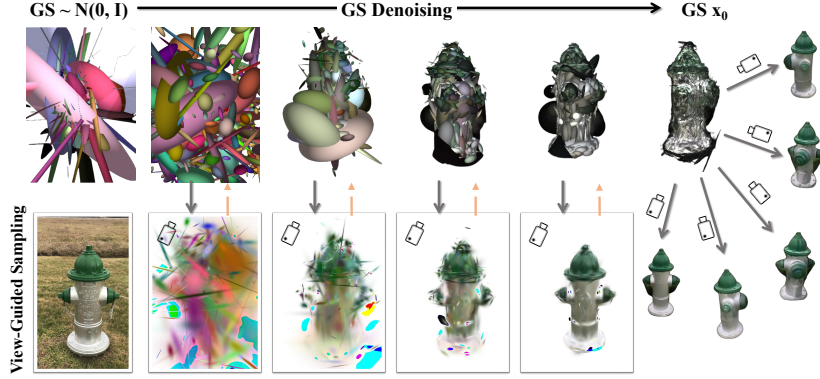 GS ~ N(0, I)
GS Denoising
GS x₀
View-Guided Sampling